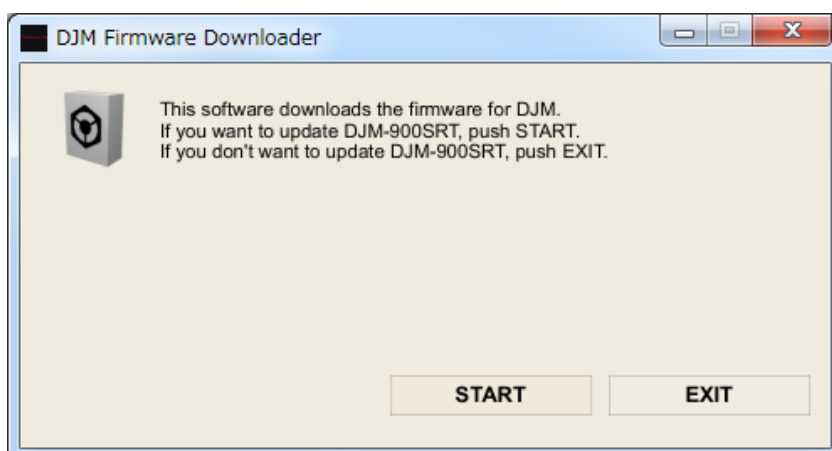 DJM Firmware Downloader
This software downloads the firmware for DJM.
If you want to update DJM-900SRT, push START.
If you don't want to update DJM-900SRT, push EXIT.
START
EXIT